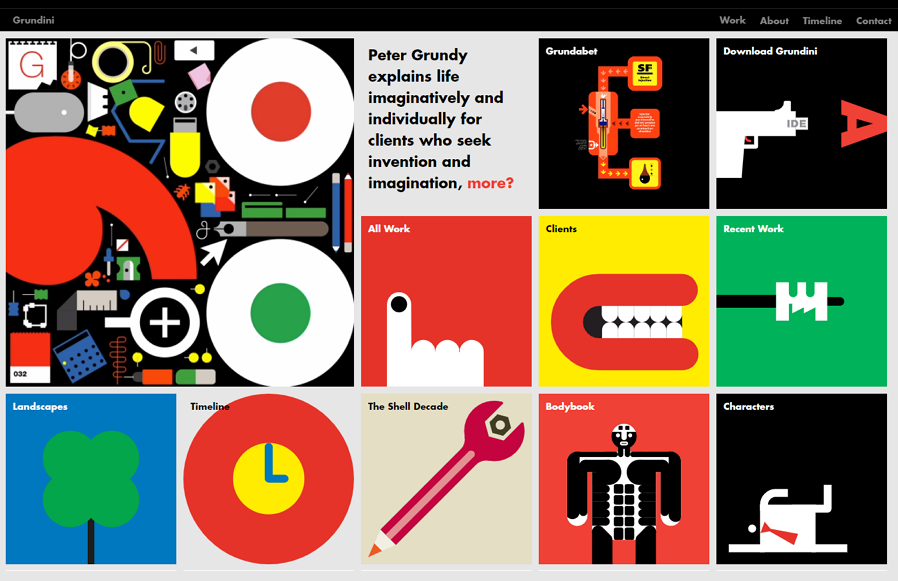 Grundini
Work
About
Timeline
Contact
G
032
Peter Grundy
explains life
imaginatively and
individually for
clients who seek
invention and
imagination, more?
Grundabet
SF
Download Grundini
IDE
A
All Work
Clients
Recent Work
Landscapes
Timeline
The Shell Decade
Bodybook
Characters